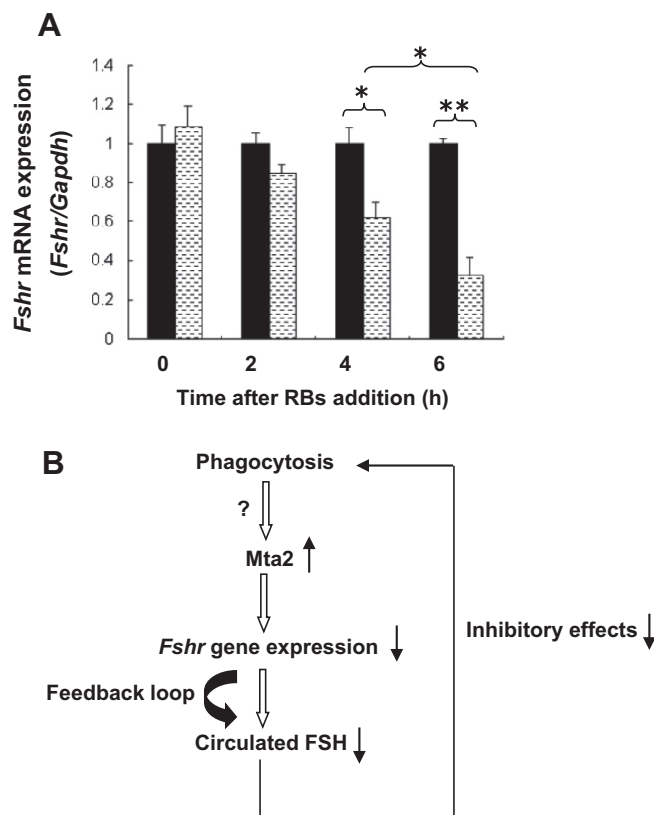 A
Fshr mRNA expression
(Fshr/Gapdh)
1.4
1.2
1
0.8
0.6
0.4
0.2
0
*
*
**
0 2 4 6
Time after RBs addition (h)
B
Phagocytosis
?
Mta2
Fshr gene expression
Inhibitory effects
Feedback loop
Circulated FSH